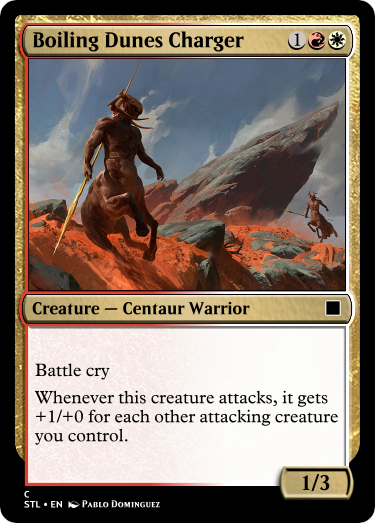 Boiling Dunes Charger 1
Creature — Centaur Warrior
Battle cry
Whenever this creature attacks, it gets
+1/+0 for each other attacking creature
you control.
1/3
C
STL • EN Pablo Dominguez